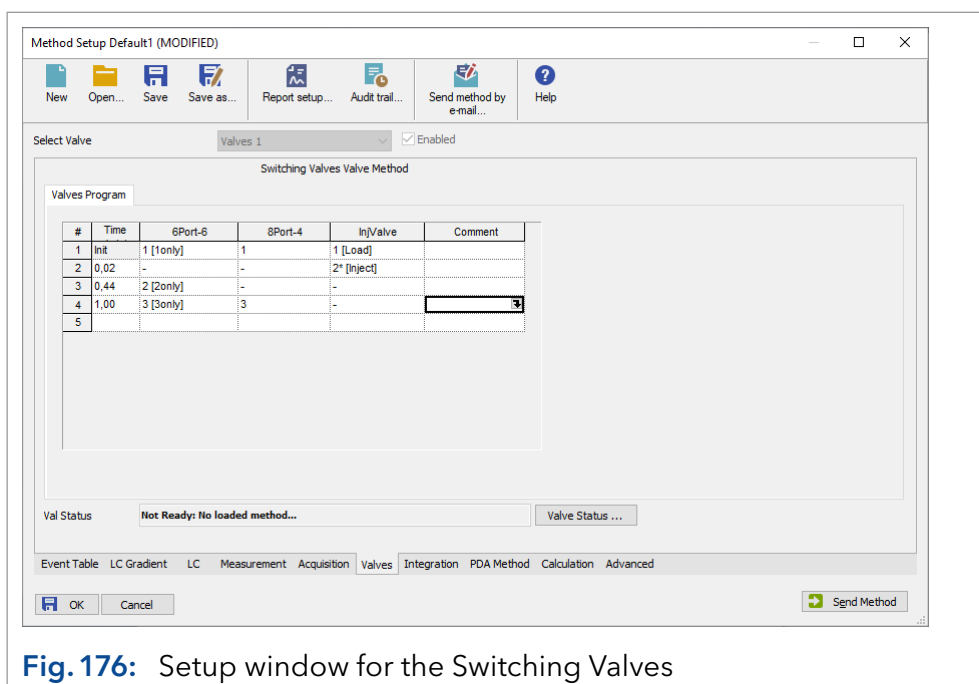 Method Setup Default1 (MODIFIED)
New Open... Save Save as... Report setup... Audit trail... Send method by e-mail... Help
Select Valve Valves 1 Enabled
Switching Valves Valve Method
Valves Program
# Time 6Port-6 8Port-4 InjValve Comment
1 Init 1 [1only] 1 1 [Load]
2 0,02 - - 2* [Inject]
3 0,44 2 [2only] - -
4 1,00 3 [3only] 3 -
5
Val Status Not Ready: No loaded method... Valve Status ...
Event Table LC Gradient LC Measurement Acquisition Valves Integration PDA Method Calculation Advanced
OK Cancel Send Method
Fig. 176: Setup window for the Switching Valves